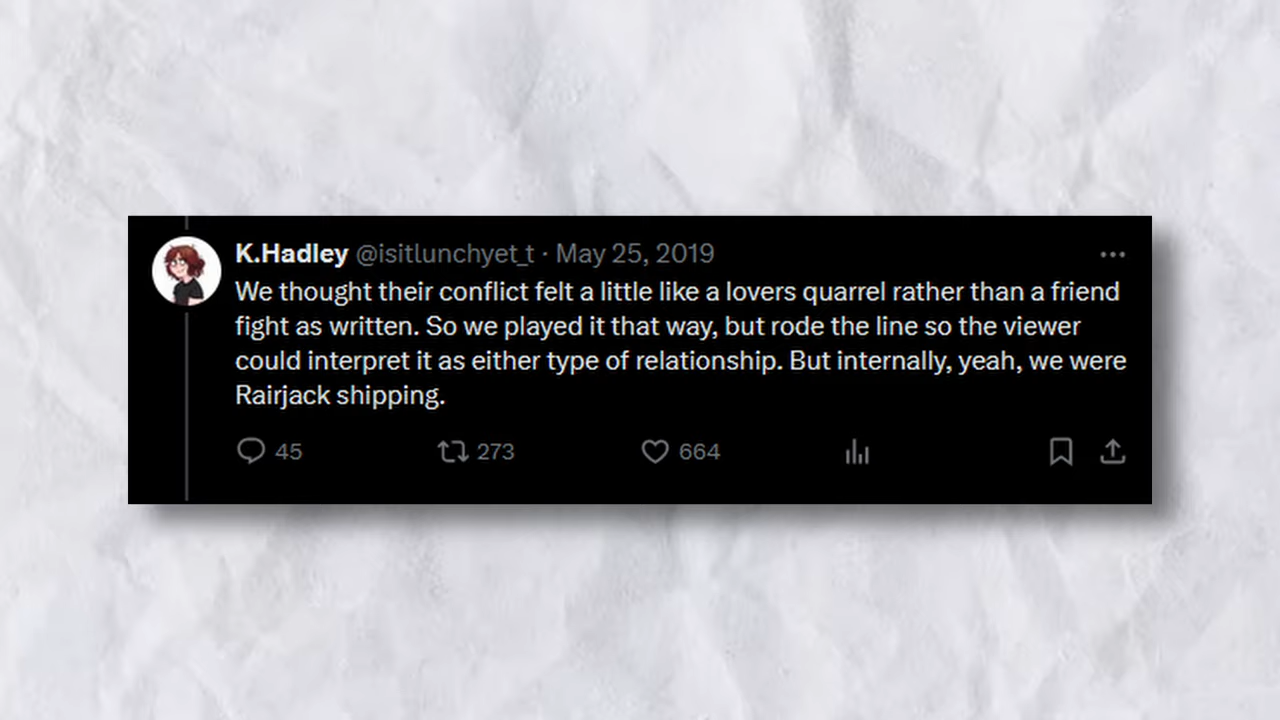 K.Hadley @isitlunchyet_t · May 25, 2019
We thought their conflict felt a little like a lovers quarrel rather than a friend
fight as written. So we played it that way, but rode the line so the viewer
could interpret it as either type of relationship. But internally, yeah, we were
Rairjack shipping.
45 273 664